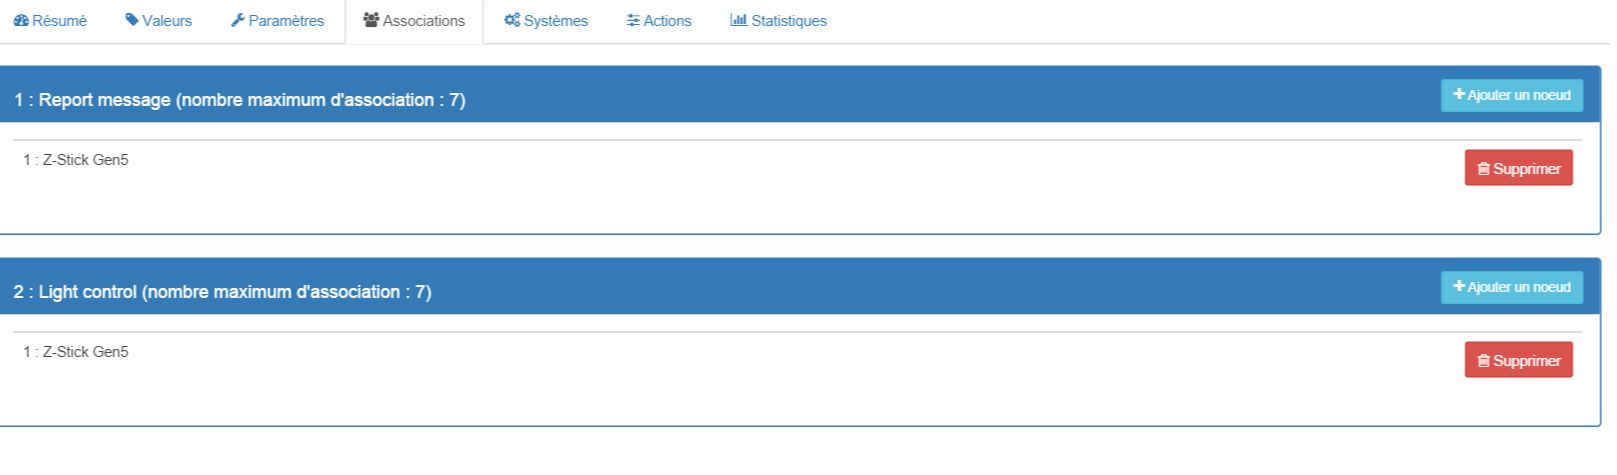 Résumé Valeurs Paramètres Associations Systèmes Actions Statistiques
1 : Report message (nombre maximum d'association : 7) Ajouter un noeud
1 : Z-Stick Gen5 Supprimer
2 : Light control (nombre maximum d'association : 7) Ajouter un noeud
1 : Z-Stick Gen5 Supprimer